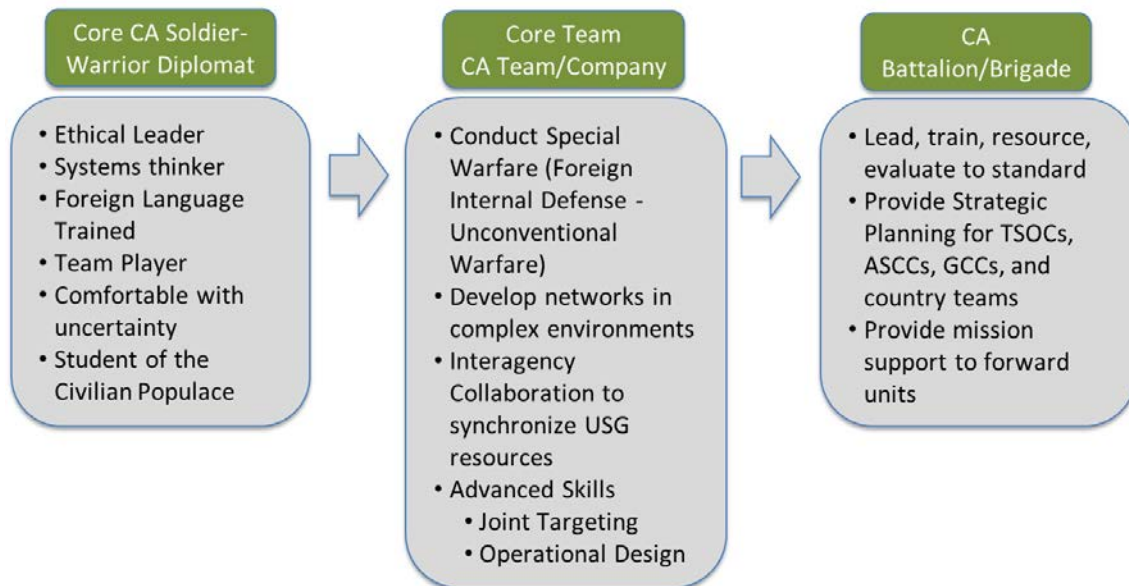 Core CA Soldier-
Warrior Diplomat
• Ethical Leader
• Systems thinker
• Foreign Language
Trained
• Team Player
• Comfortable with
uncertainty
• Student of the
Civilian Populace
Core Team
CA Team/Company
• Conduct Special
Warfare (Foreign
Internal Defense -
Unconventional
Warfare)
• Develop networks in
complex environments
• Interagency
Collaboration to
synchronize USG
resources
• Advanced Skills
• Joint Targeting
• Operational Design
CA
Battalion/Brigade
• Lead, train, resource,
evaluate to standard
• Provide Strategic
Planning for TSOCs,
ASCCs, GCCs, and
country teams
• Provide mission
support to forward
units